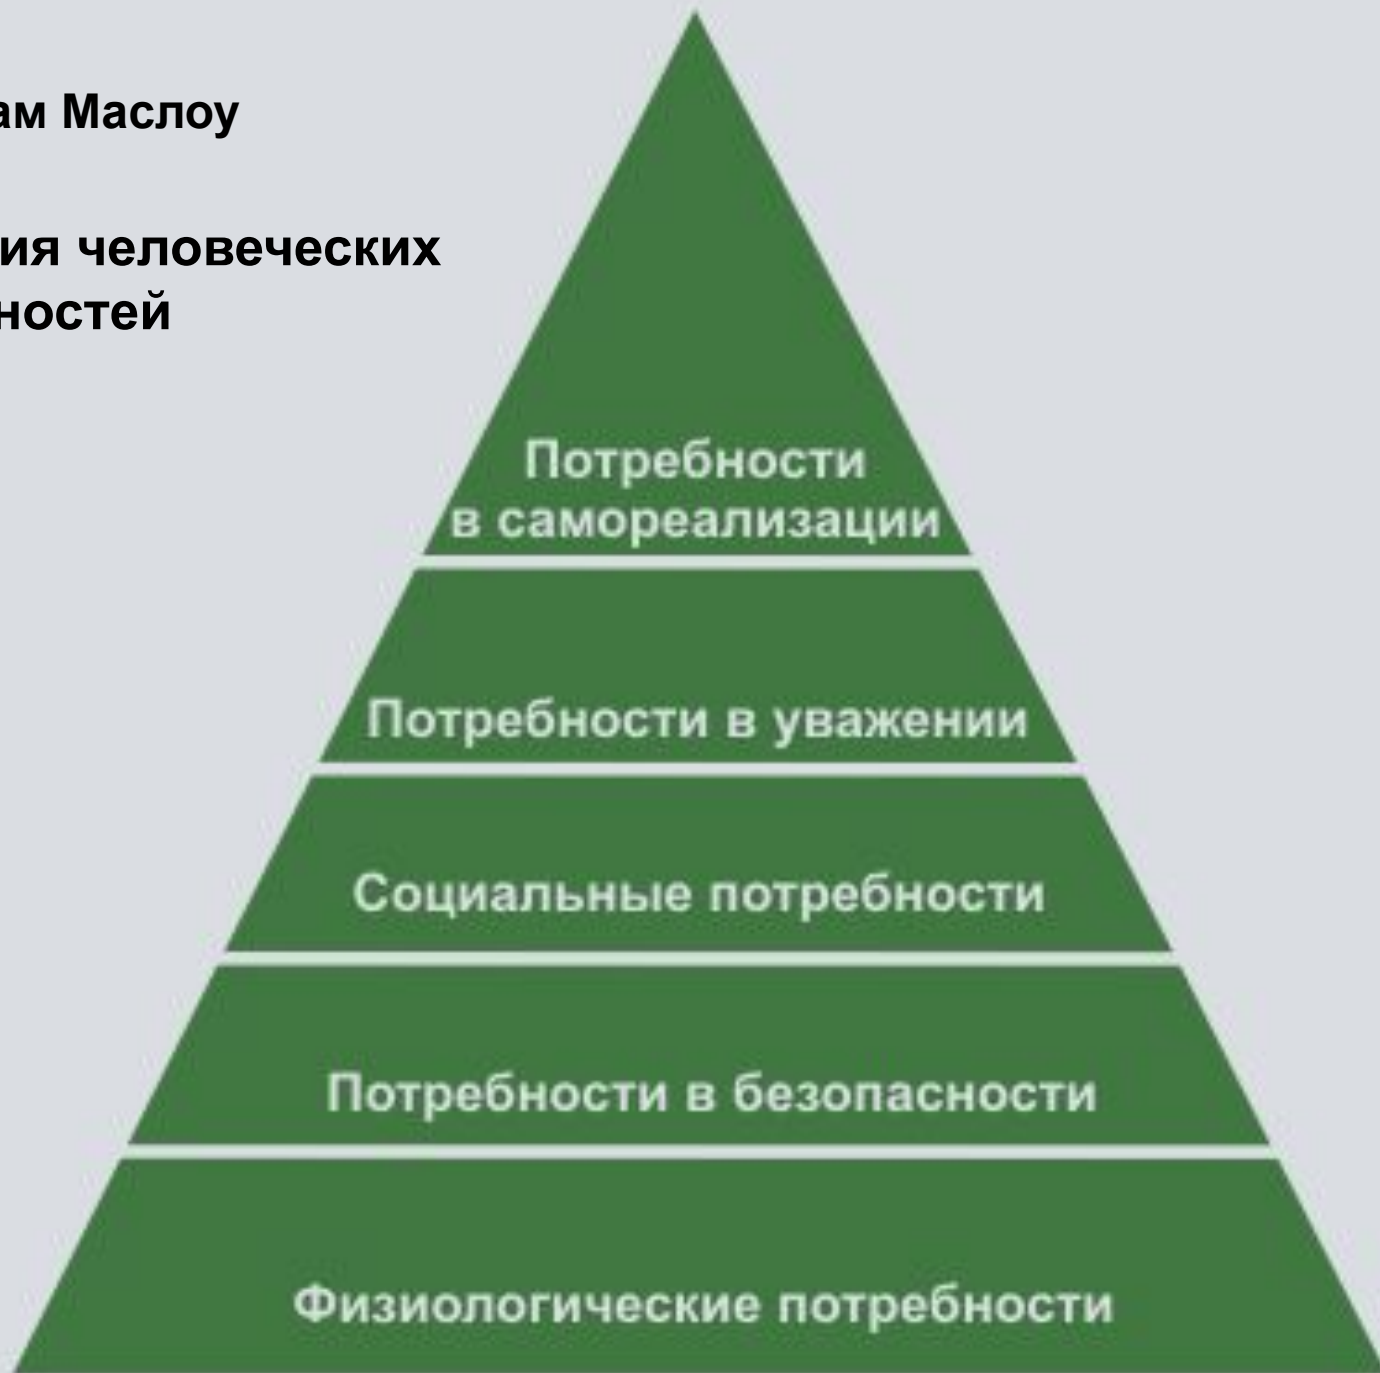 ам Маслоу
ия человеческих
ностей
Потребности
в самореализации
Потребности в уважении
Социальные потребности
Потребности в безопасности
Физиологические потребности